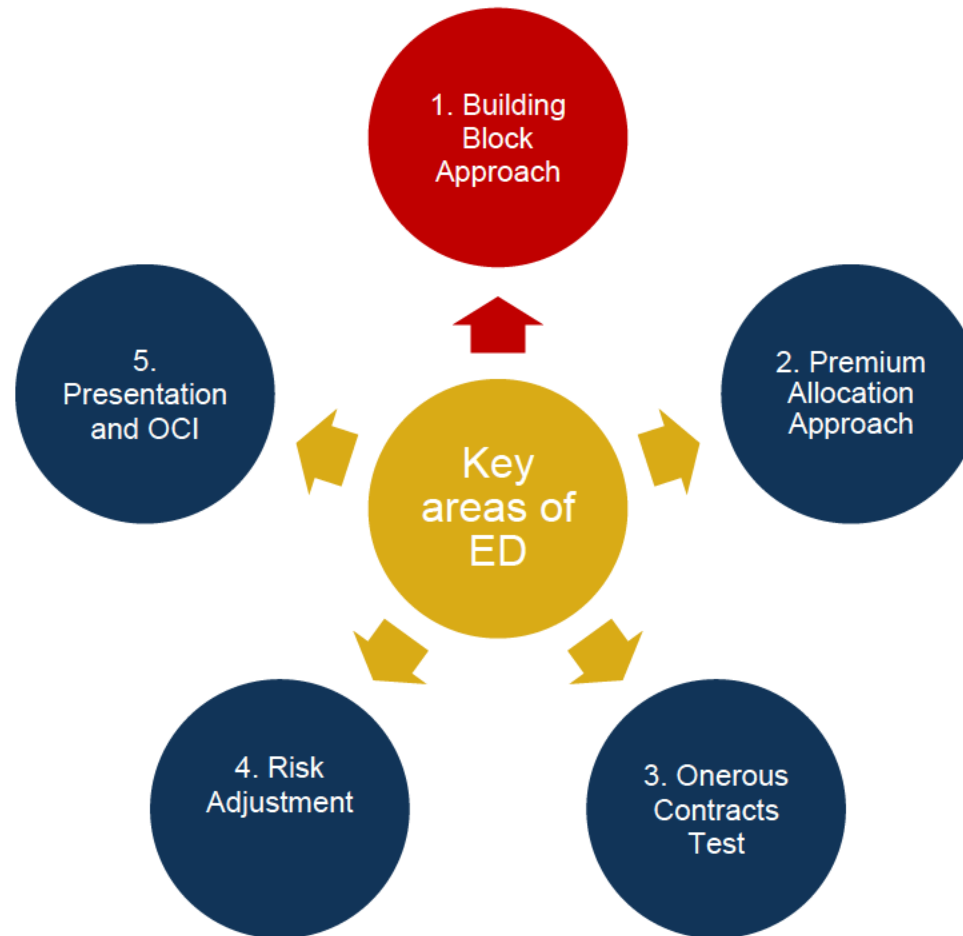 1. Building
Block
Approach
2. Premium
Allocation
Approach
3. Onerous
Contracts
Test
4. Risk
Adjustment
5.
Presentation
and OCI
Key
areas of
ED